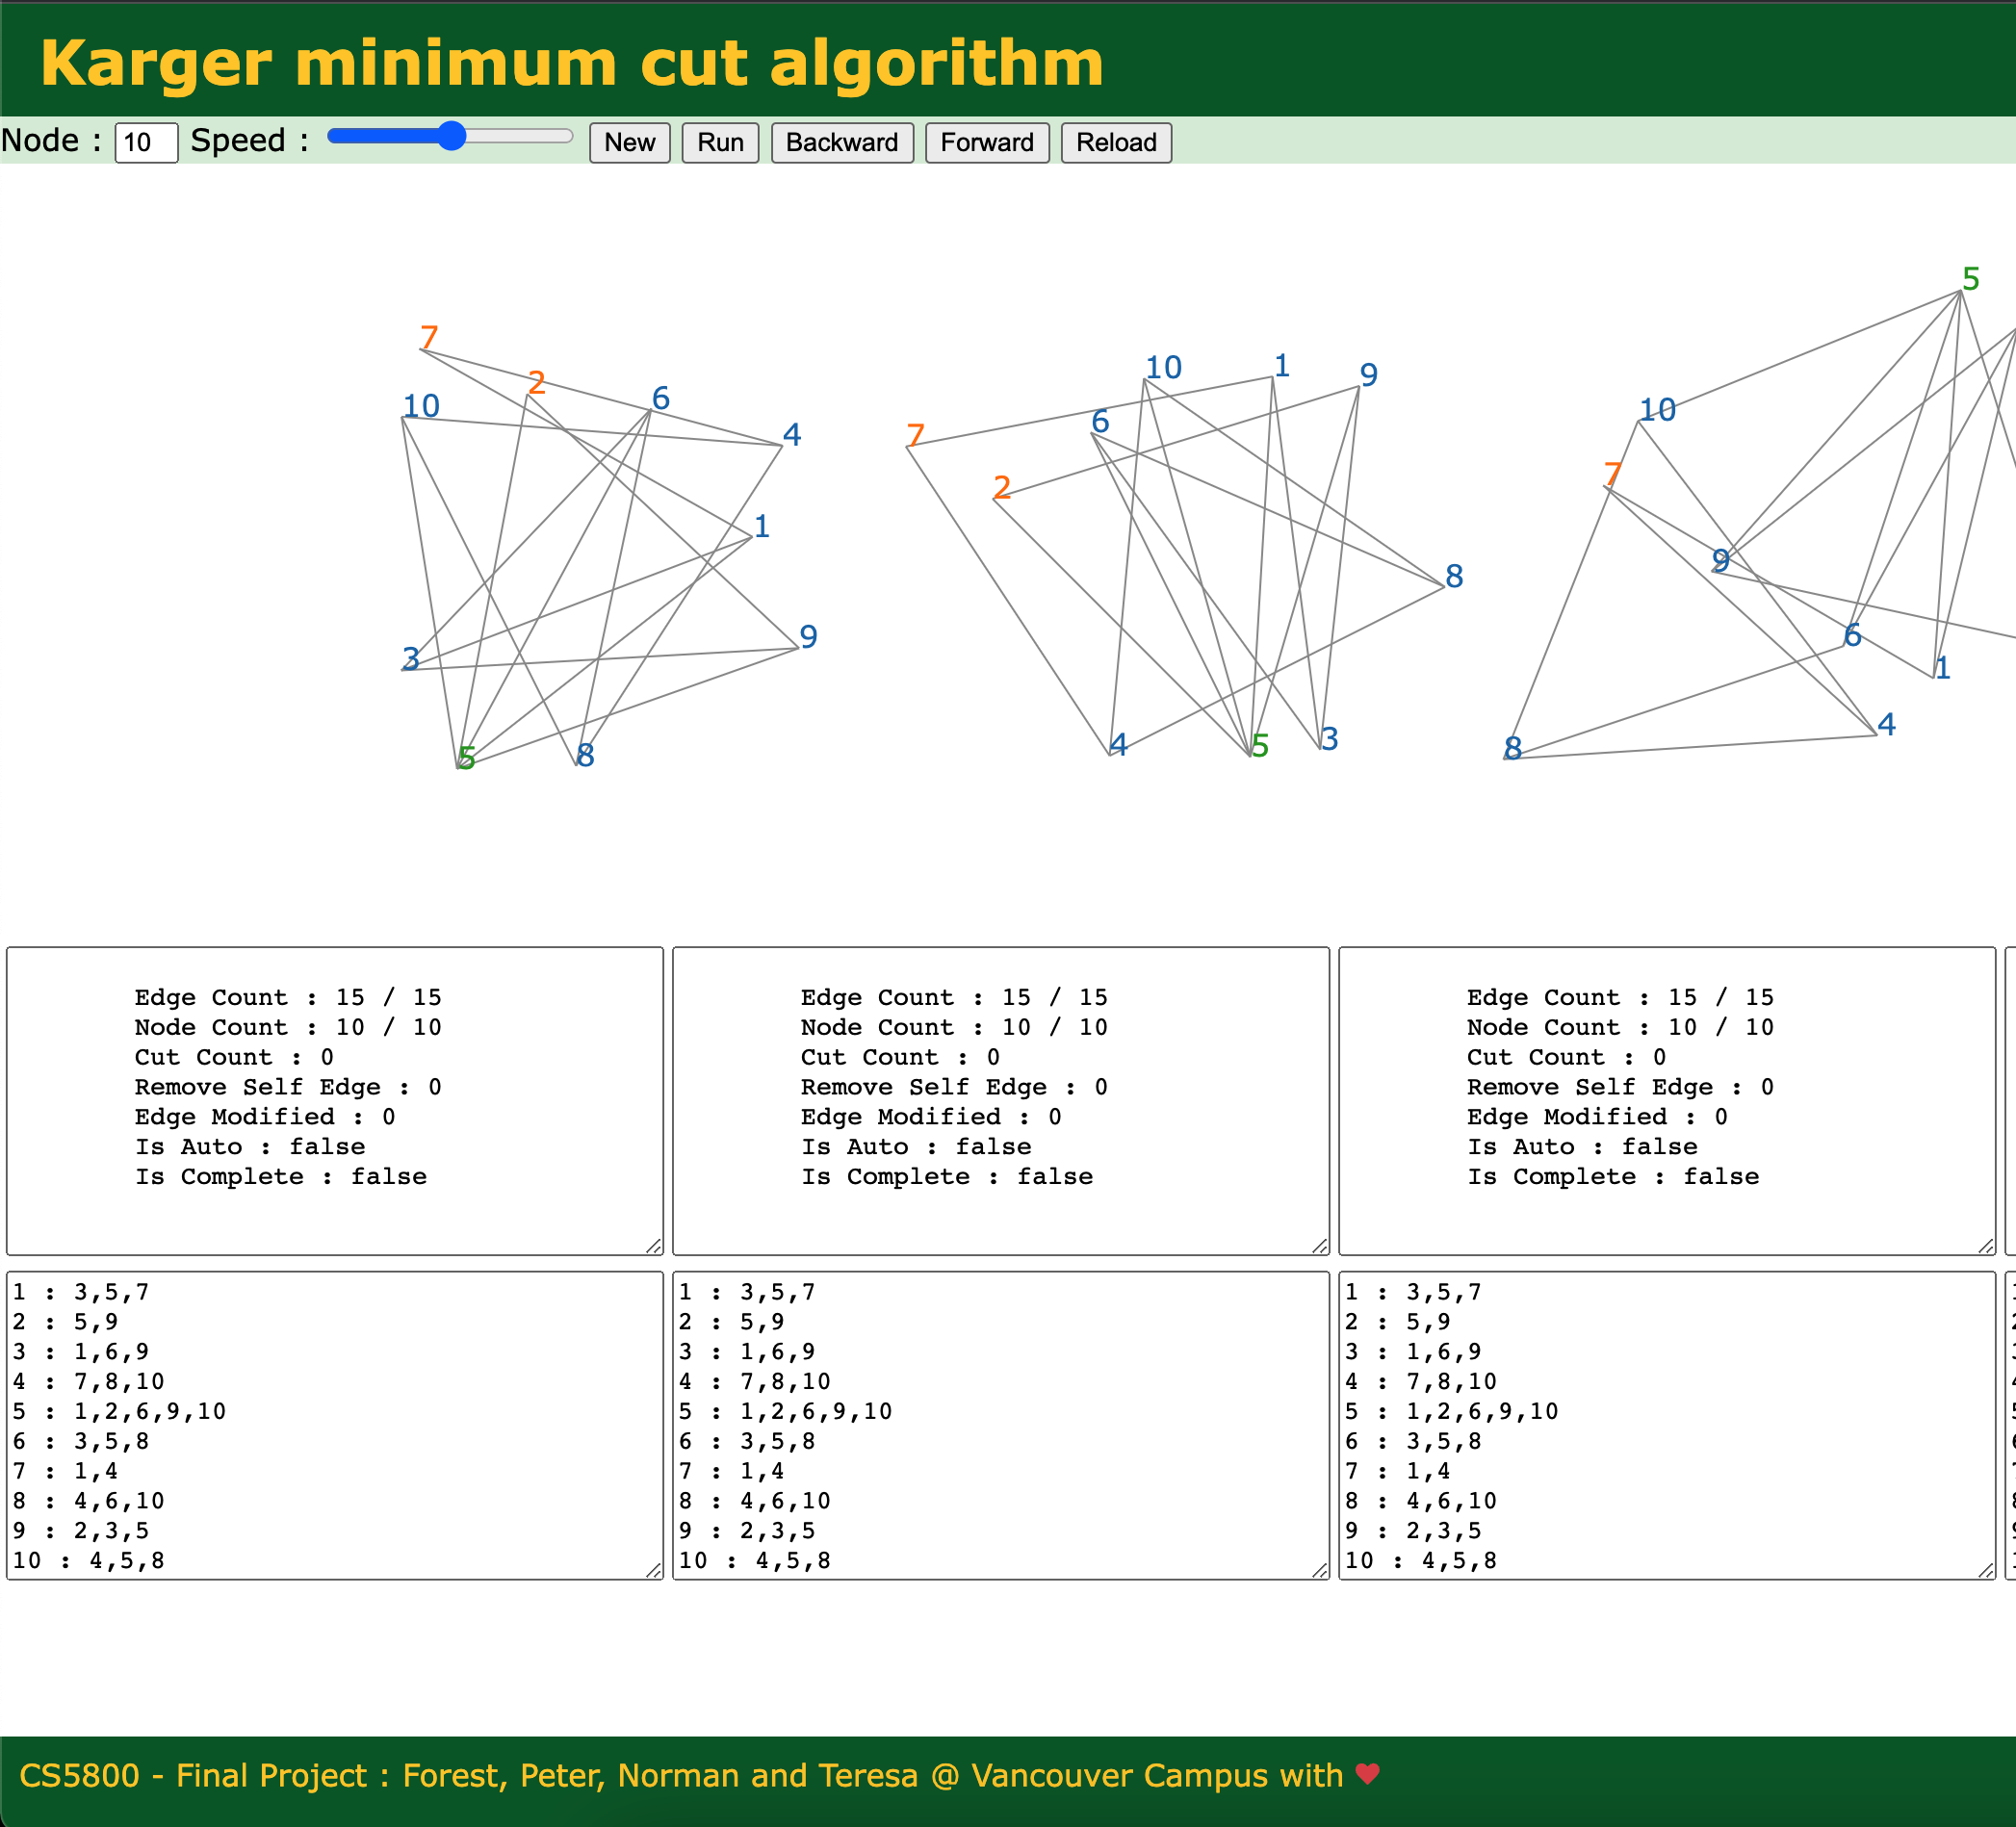 Karger minimum cut algorithm
Node : 10 Speed : New Run Backward Forward Reload
7
2
10
6
4
1
3
9
5
8
10
1
9
6
7
2
8
4
5
3
5
10
7
9
6
1
4
8
Edge Count : 15 / 15
Node Count : 10 / 10
Cut Count : 0
Remove Self Edge : 0
Edge Modified : 0
Is Auto : false
Is Complete : false
Edge Count : 15 / 15
Node Count : 10 / 10
Cut Count : 0
Remove Self Edge : 0
Edge Modified : 0
Is Auto : false
Is Complete : false
Edge Count : 15 / 15
Node Count : 10 / 10
Cut Count : 0
Remove Self Edge : 0
Edge Modified : 0
Is Auto : false
Is Complete : false
1 : 3,5,7
2 : 5,9
3 : 1,6,9
4 : 7,8,10
5 : 1,2,6,9,10
6 : 3,5,8
7 : 1,4
8 : 4,6,10
9 : 2,3,5
10 : 4,5,8
1 : 3,5,7
2 : 5,9
3 : 1,6,9
4 : 7,8,10
5 : 1,2,6,9,10
6 : 3,5,8
7 : 1,4
8 : 4,6,10
9 : 2,3,5
10 : 4,5,8
1 : 3,5,7
2 : 5,9
3 : 1,6,9
4 : 7,8,10
5 : 1,2,6,9,10
6 : 3,5,8
7 : 1,4
8 : 4,6,10
9 : 2,3,5
10 : 4,5,8
CS5800 - Final Project : Forest, Peter, Norman and Teresa @ Vancouver Campus with ❤